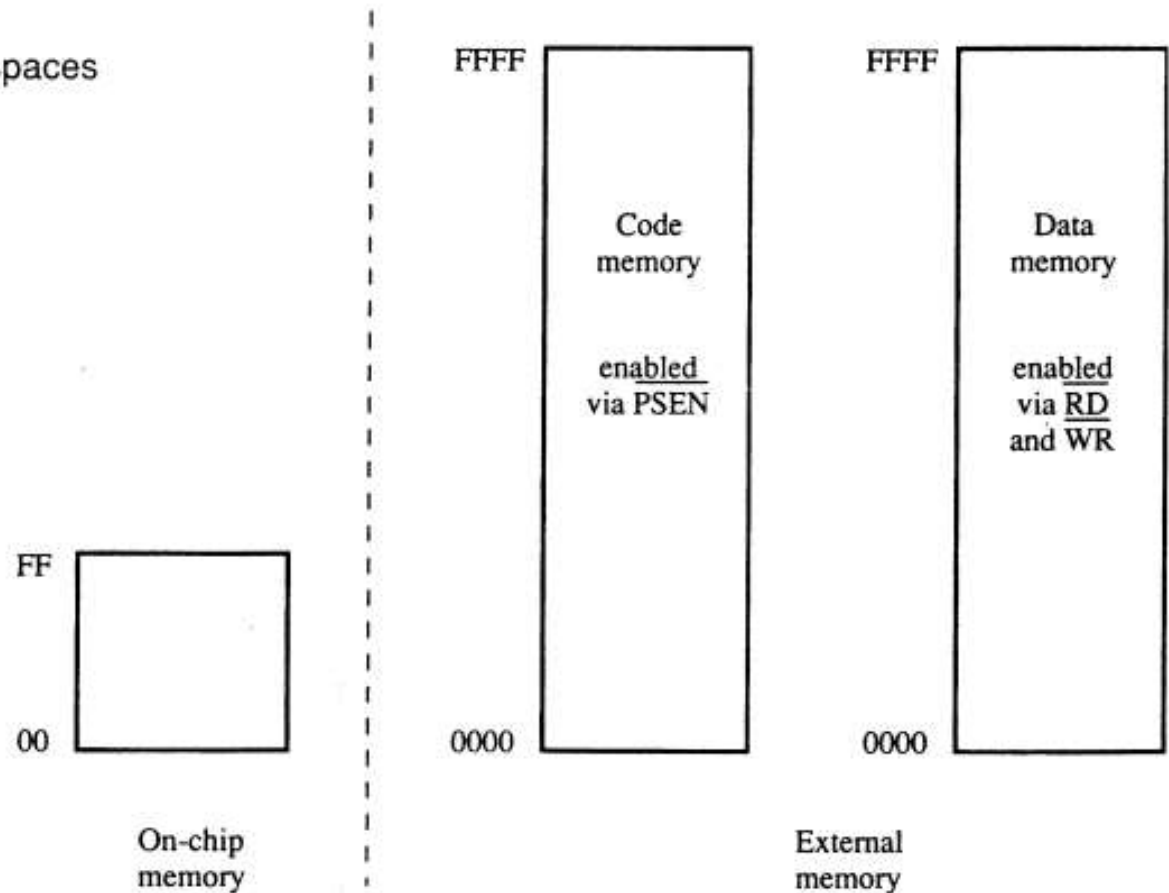 FFFF
FFFF
Code
memory
enabled
via PSEN
Data
memory
enabled
via RD
and WR
FF
00
0000
0000
On-chip
memory
External
memory